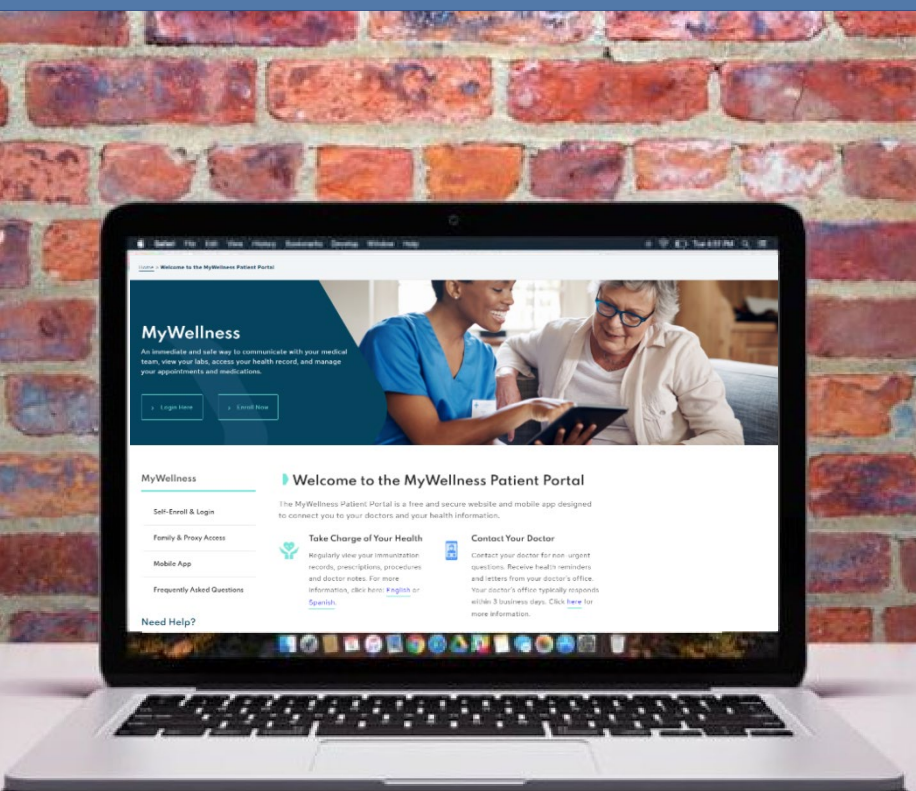 Safari File Edit View History Bookmarks Develop Window Help
Tue 4:51 PM
Home > Welcome to the MyWellness Patient Portal
MyWellness
An immediate and safe way to communicate with your medical
team, view your labs, access your health record, and manage
your appointments and medications.
› Login Here
› Enroll Now
MyWellness
Self-Enroll & Login
Family & Proxy Access
Mobile App
Frequently Asked Questions
Need Help?
Welcome to the MyWellness Patient Portal
The MyWellness Patient Portal is a free and secure website and mobile app designed
to connect you to your doctors and your health information.
Take Charge of Your Health
Regularly view your immunization
records, prescriptions, procedures
and doctor notes. For more
information, click here: English or
Spanish.
Contact Your Doctor
Contact your doctor for non-urgent
questions. Receive health reminders
and letters from your doctor's office.
Your doctor's office typically responds
within 3 business days. Click here for
more information.